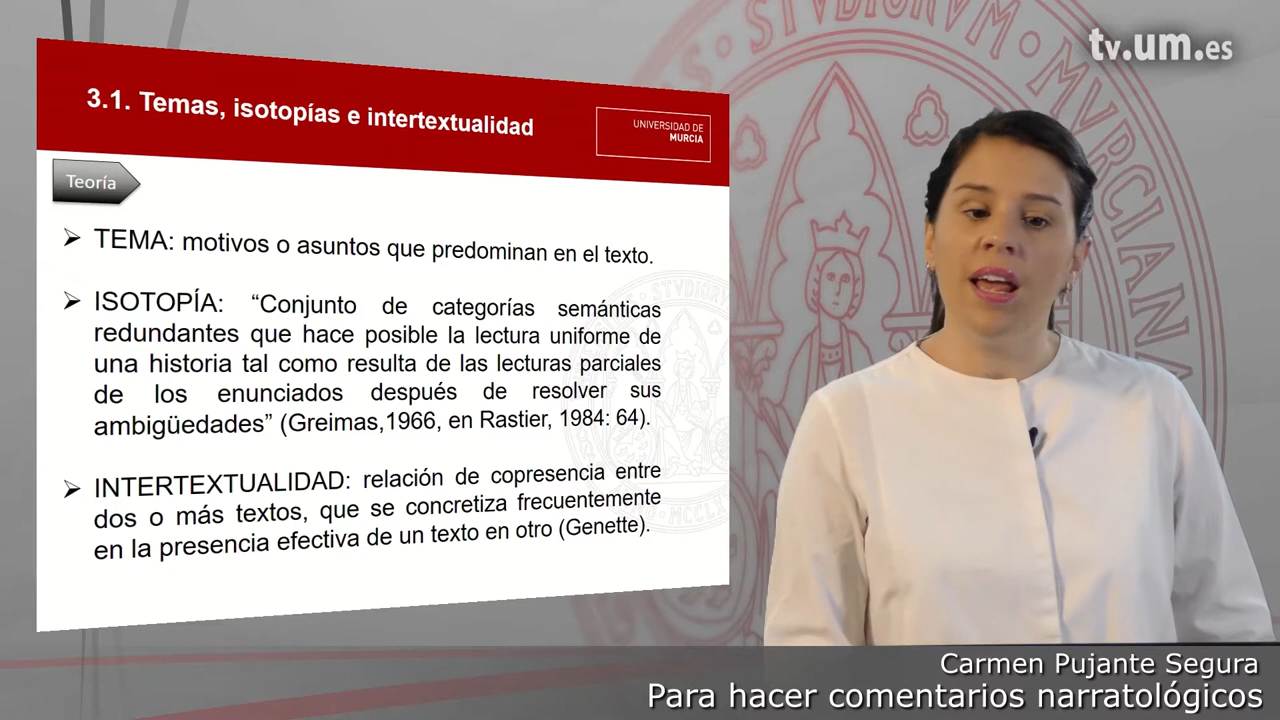 tv.um.es
STVDIORVM
MVRCIANA
3.1. Temas, isotopías e intertextualidad
UNIVERSIDAD DE
MURCIA
Teoría
➢ TEMA: motivos o asuntos que predominan en el texto.
➢ ISOTOPÍA: “Conjunto de categorías semánticas
redundantes que hace posible la lectura uniforme de
una historia tal como resulta de las lecturas parciales
de los enunciados después de resolver sus
ambigüedades” (Greimas,1966, en Rastier, 1984: 64).
➢ INTERTEXTUALIDAD: relación de copresencia entre
dos o más textos, que se concretiza frecuentemente
en la presencia efectiva de un texto en otro (Genette).
Carmen Pujante Segura
Para hacer comentarios narratológicos